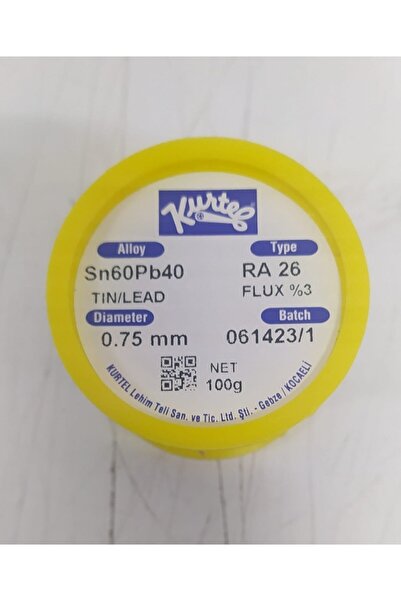 Kurtel
Alloy
Type
Sn60Pb40
RA 26
TIN/LEAD
FLUX %3
Diameter
Batch
0.75 mm
061423/1
NET
100g
KURTEL Lehim Teli San. ve Tic. Ltd. Şti. - Gebze / KOCAELİ